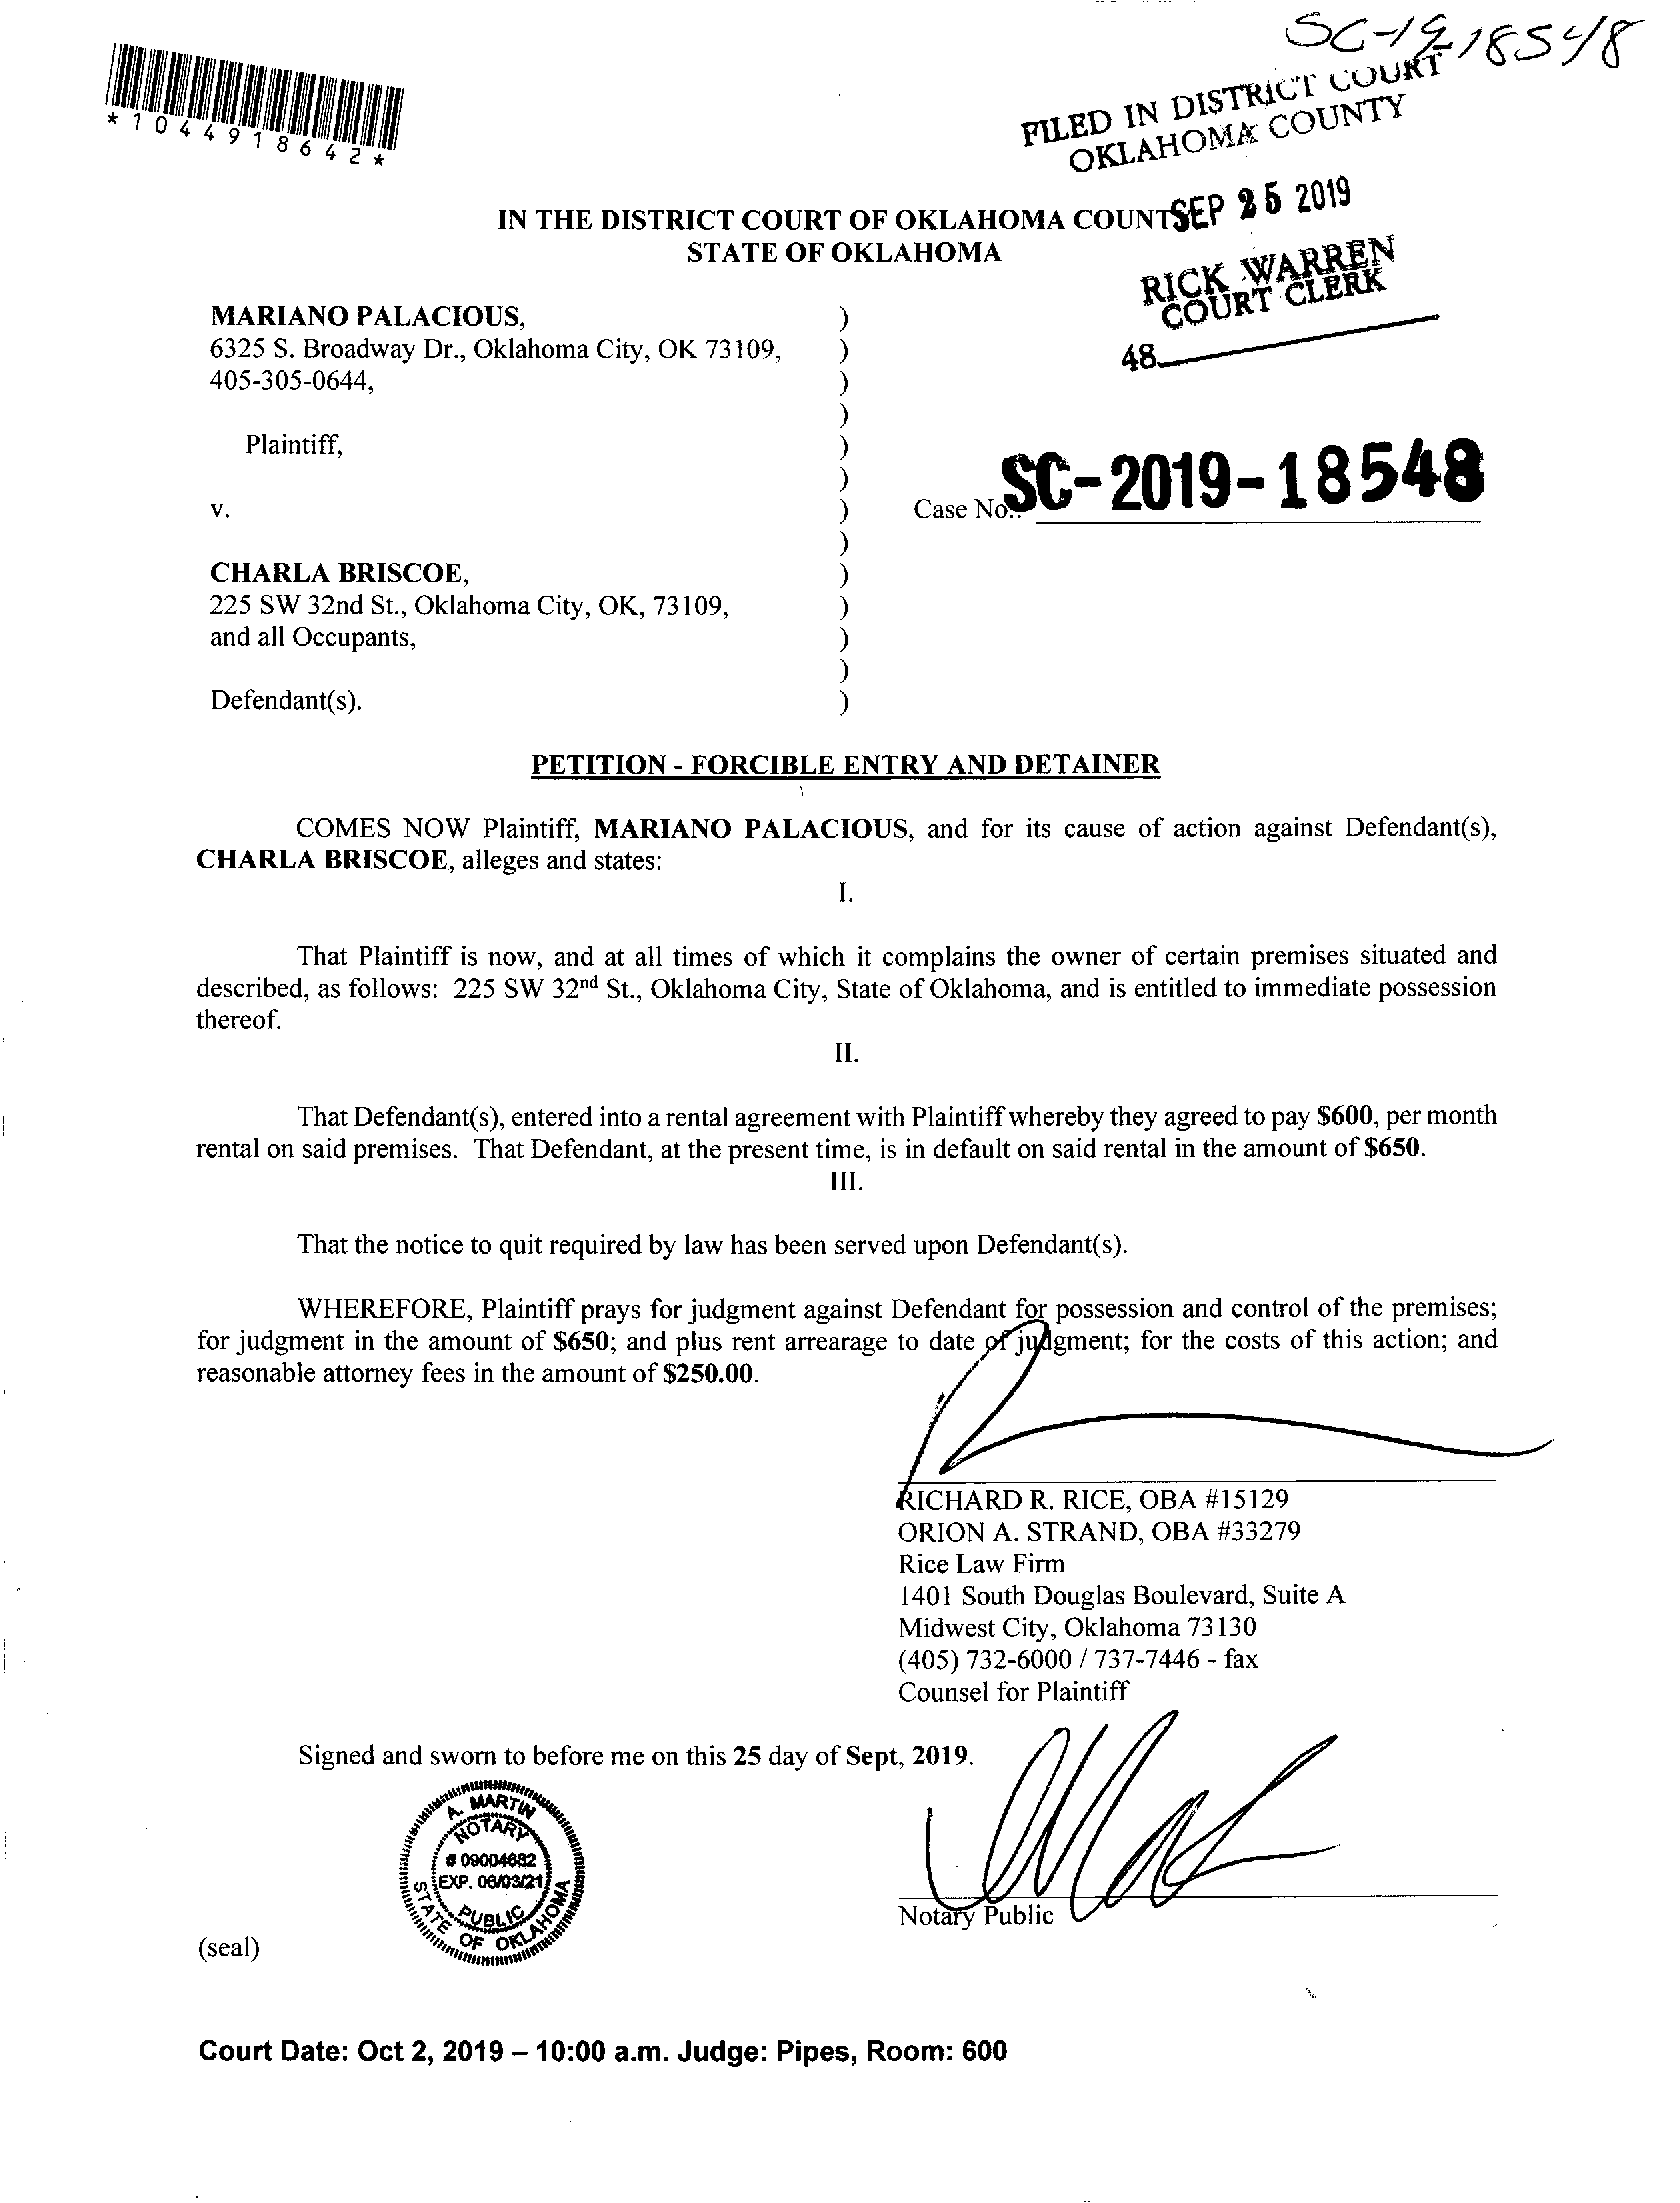 SC-19-18548
*1044918642*
FILED IN DISTRICT COURT
OKLAHOMA COUNTY
SEP 25 2019
IN THE DISTRICT COURT OF OKLAHOMA COUNT
STATE OF OKLAHOMA
RICK WARREN
COURT CLERK
48
MARIANO PALACIOUS, )
6325 S. Broadway Dr., Oklahoma City, OK 73109, )
405-305-0644, )
)
Plaintiff, )
)
v. ) Case No.: SC-2019-18548
)
CHARLA BRISCOE, )
225 SW 32nd St., Oklahoma City, OK, 73109, )
and all Occupants, )
)
Defendant(s). )
PETITION - FORCIBLE ENTRY AND DETAINER
COMES NOW Plaintiff, MARIANO PALACIOUS, and for its cause of action against Defendant(s),
CHARLA BRISCOE, alleges and states:
I.
That Plaintiff is now, and at all times of which it complains the owner of certain premises situated and
described, as follows: 225 SW 32nd St., Oklahoma City, State of Oklahoma, and is entitled to immediate possession
thereof.
II.
That Defendant(s), entered into a rental agreement with Plaintiff whereby they agreed to pay $600, per month
rental on said premises. That Defendant, at the present time, is in default on said rental in the amount of $650.
III.
That the notice to quit required by law has been served upon Defendant(s).
WHEREFORE, Plaintiff prays for judgment against Defendant for possession and control of the premises;
for judgment in the amount of $650; and plus rent arrearage to date of judgment; for the costs of this action; and
reasonable attorney fees in the amount of $250.00.
RICHARD R. RICE, OBA #15129
ORION A. STRAND, OBA #33279
Rice Law Firm
1401 South Douglas Boulevard, Suite A
Midwest City, Oklahoma 73130
(405) 732-6000 / 737-7446 - fax
Counsel for Plaintiff
Signed and sworn to before me on this 25 day of Sept, 2019.
A. MARTIN
NOTARY
# 09004682
EXP. 06/03/21
PUBLIC
STATE OF OKLAHOMA
Notary Public
(seal)
Court Date: Oct 2, 2019 – 10:00 a.m. Judge: Pipes, Room: 600